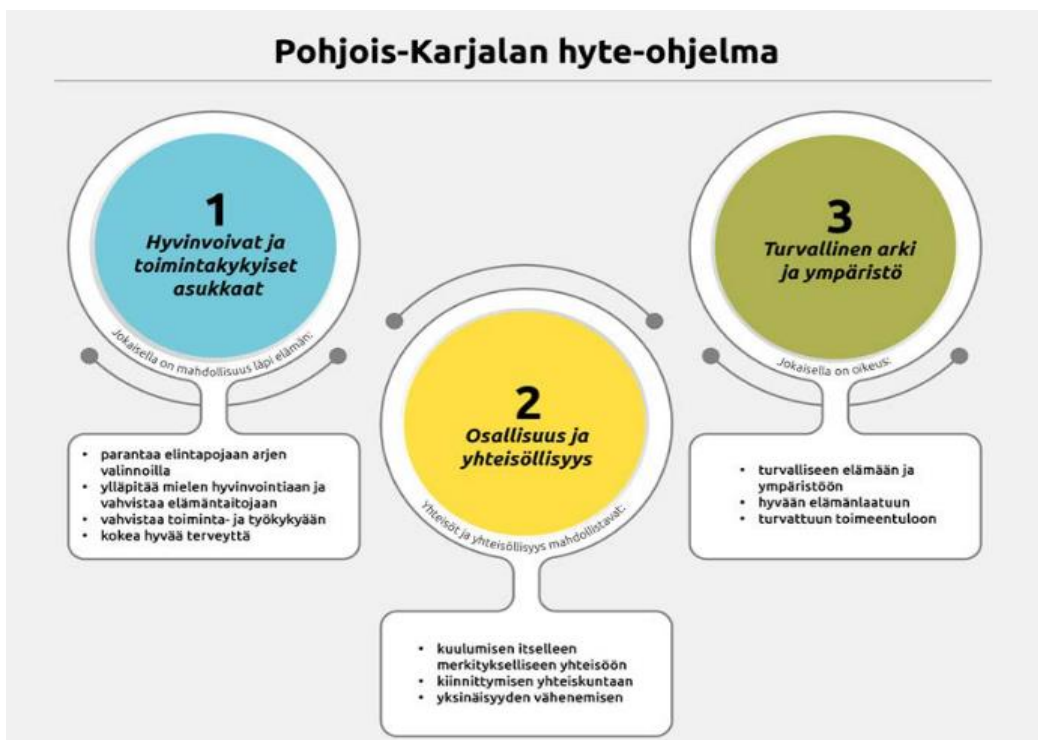 Pohjois-Karjalan hyte-ohjelma
1
Hyvinvoivat ja
toimintakykyiset
asukkaat
Jokaisella on mahdollisuus läpi elämän:
• parantaa elintapojaan arjen
valinnoilla
• ylläpitää mielen hyvinvointiaan ja
vahvistaa elämäntaitojaan
• vahvistaa toiminta- ja työkykyään
• kokea hyvää terveyttä
2
Osallisuus ja
yhteisöllisyys
Yhteisöt ja yhteisöllisyys mahdollistavat:
• kuulumisen itselleen
merkitykselliseen yhteisöön
• kiinnittymisen yhteiskuntaan
• yksinäisyyden vähenemisen
3
Turvallinen arki
ja ympäristö
Jokaisella on oikeus:
• turvalliseen elämään ja
ympäristöön
• hyvään elämänlaatuun
• turvattuun toimeentuloon